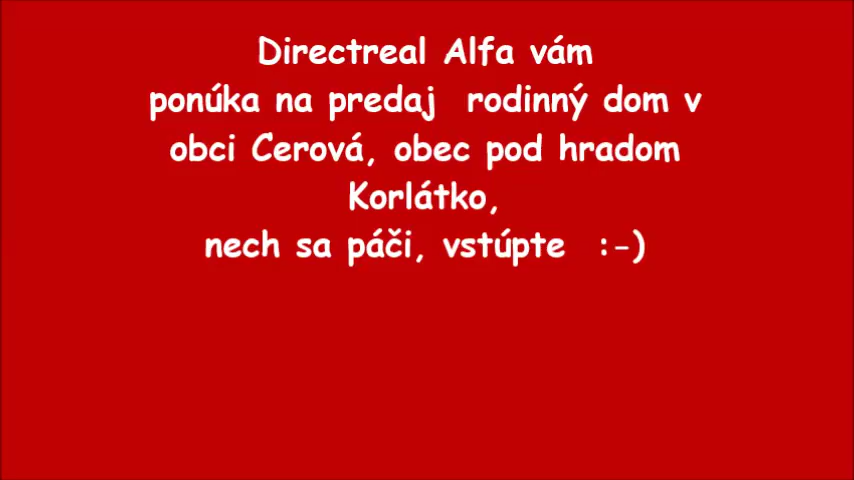 Directreal Alfa vám
ponúka na predaj  rodinný dom v
obci Cerová, obec pod hradom
Korlátko,
nech sa páči, vstúpte  :-)